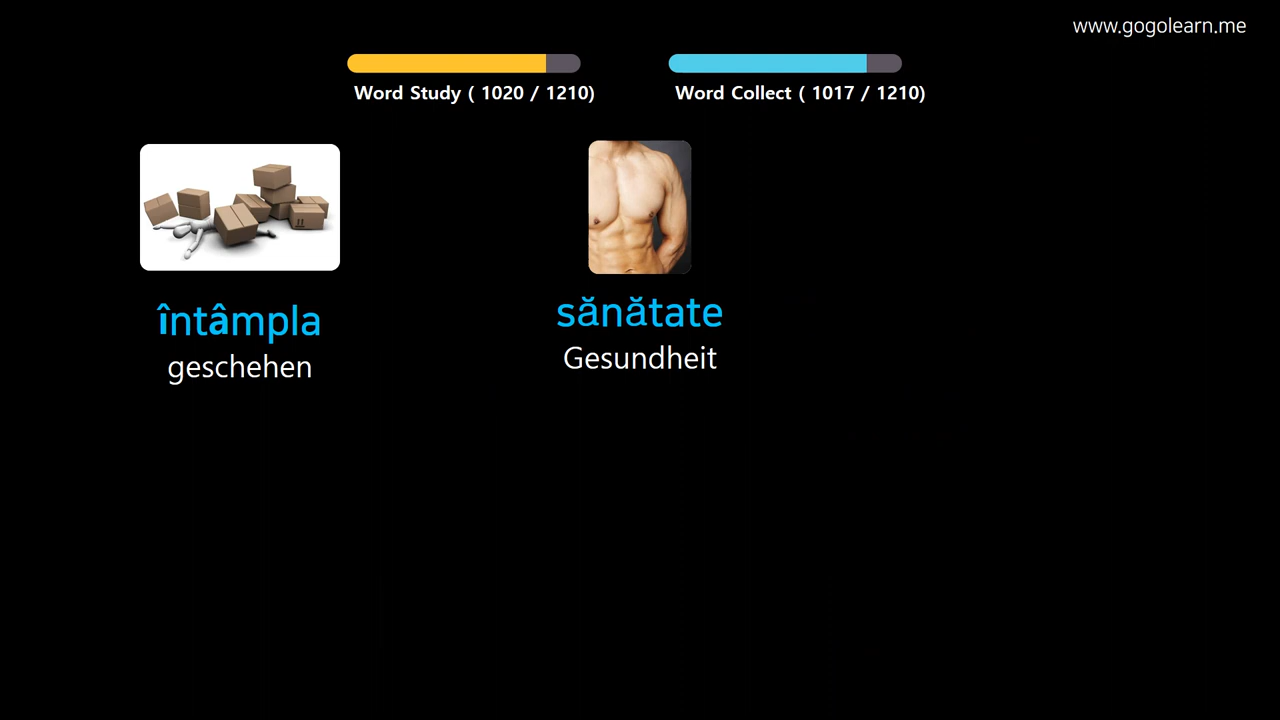 www.gogolearn.me
Word Study ( 1020 / 1210)
Word Collect ( 1017 / 1210)
întâmpla
geschehen
sănătate
Gesundheit